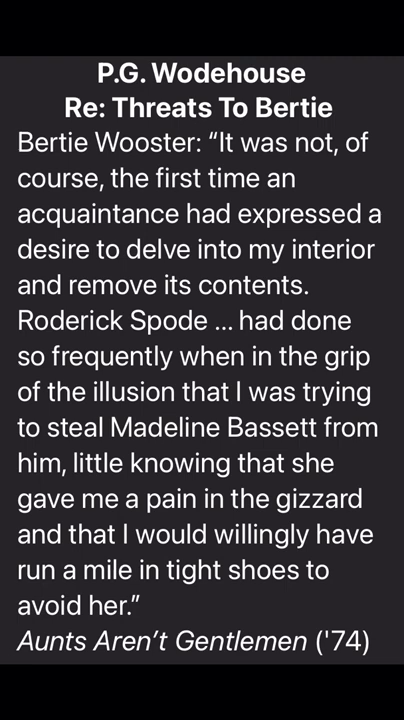 P.G. Wodehouse
Re: Threats To Bertie
Bertie Wooster: “It was not, of
course, the first time an
acquaintance had expressed a
desire to delve into my interior
and remove its contents.
Roderick Spode ... had done
so frequently when in the grip
of the illusion that I was trying
to steal Madeline Bassett from
him, little knowing that she
gave me a pain in the gizzard
and that I would willingly have
run a mile in tight shoes to
avoid her.”
Aunts Aren’t Gentlemen ('74)